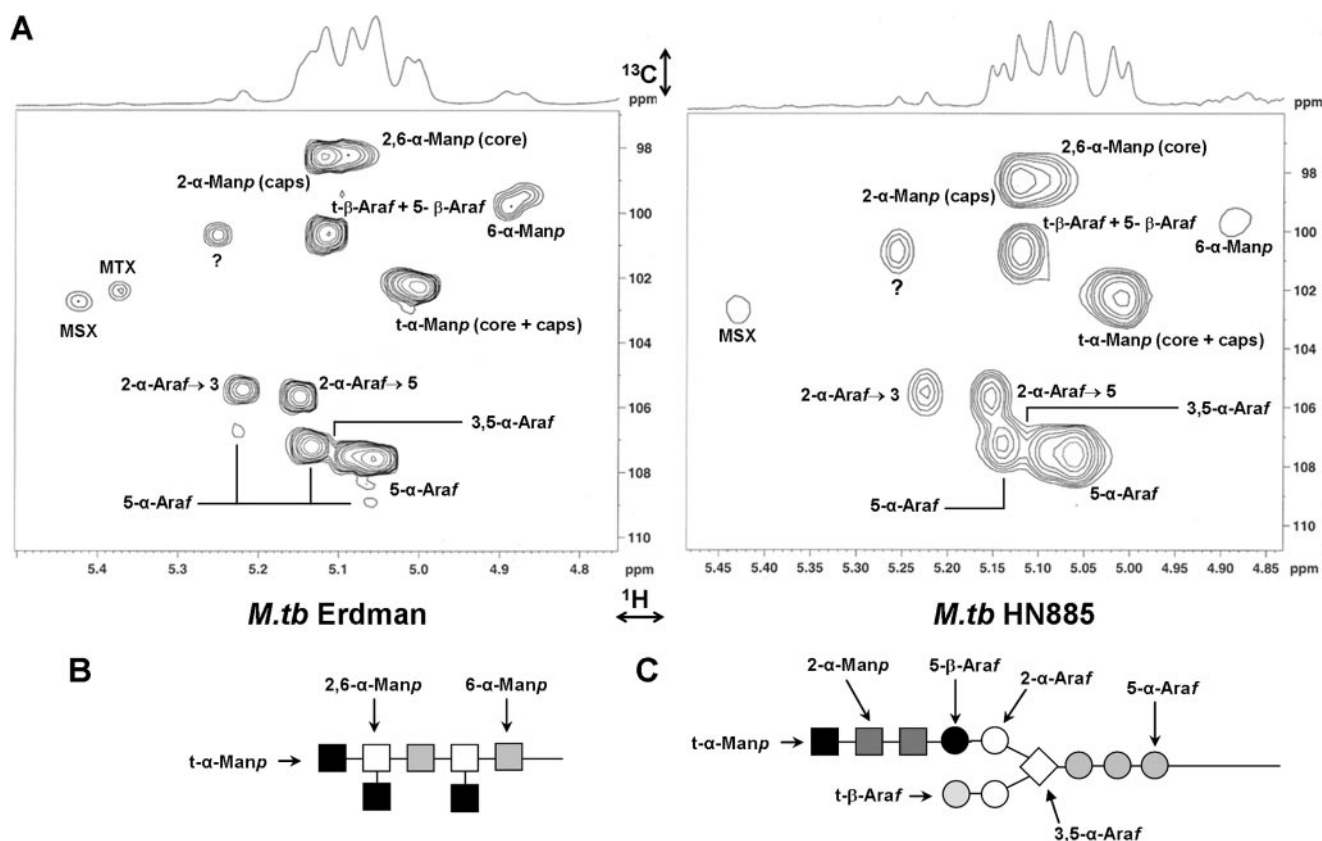 A
13C
ppm
ppm
2,6-α-Manp (core)
2-α-Manp (caps)
t-β-Araf + 5- β-Araf
6-α-Manp
?
MTX
MSX
t-α-Manp (core + caps)
2-α-Araf→ 3
2-α-Araf→ 5
3,5-α-Araf
5-α-Araf
5-α-Araf
98
100
102
104
106
108
110
5.4
5.3
5.2
5.1
5.0
4.9
4.8
ppm
2,6-α-Manp (core)
2-α-Manp (caps)
t-β-Araf + 5- β-Araf
6-α-Manp
?
MSX
t-α-Manp (core + caps)
2-α-Araf→ 3
2-α-Araf→ 5
3,5-α-Araf
5-α-Araf
5-α-Araf
98
100
102
104
106
108
110
5.45
5.40
5.35
5.30
5.25
5.20
5.15
5.10
5.05
5.00
4.95
4.90
4.85
ppm
M.tb Erdman
1H
M.tb HN885
B
2,6-α-Manp
6-α-Manp
t-α-Manp
C
2-α-Manp
5-β-Araf
2-α-Araf
5-α-Araf
t-α-Manp
t-β-Araf
3,5-α-Araf